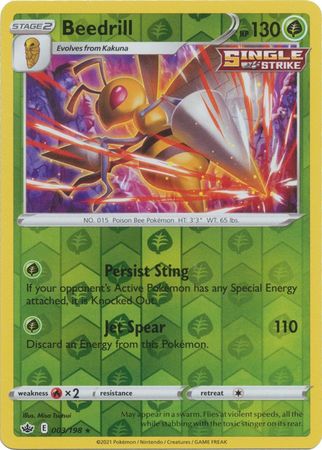 STAGE2 Beedrill HP 130
Evolves from Kakuna
SINGLE
STRIKE
NO. 015 Poison Bee Pokémon HT: 3'3" WT: 65 lbs.
Persist Sting
If your opponent's Active Pokémon has any Special Energy
attached, it is Knocked Out.
Jet Spear 110
Discard an Energy from this Pokémon.
weakness ×2 resistance retreat
Illus. Misa Tsutsui
E 003/198 ★
May appear in a swarm. Flies at violent speeds, all the
while stabbing with the toxic stinger on its rear.
©2021 Pokémon / Nintendo / Creatures / GAME FREAK